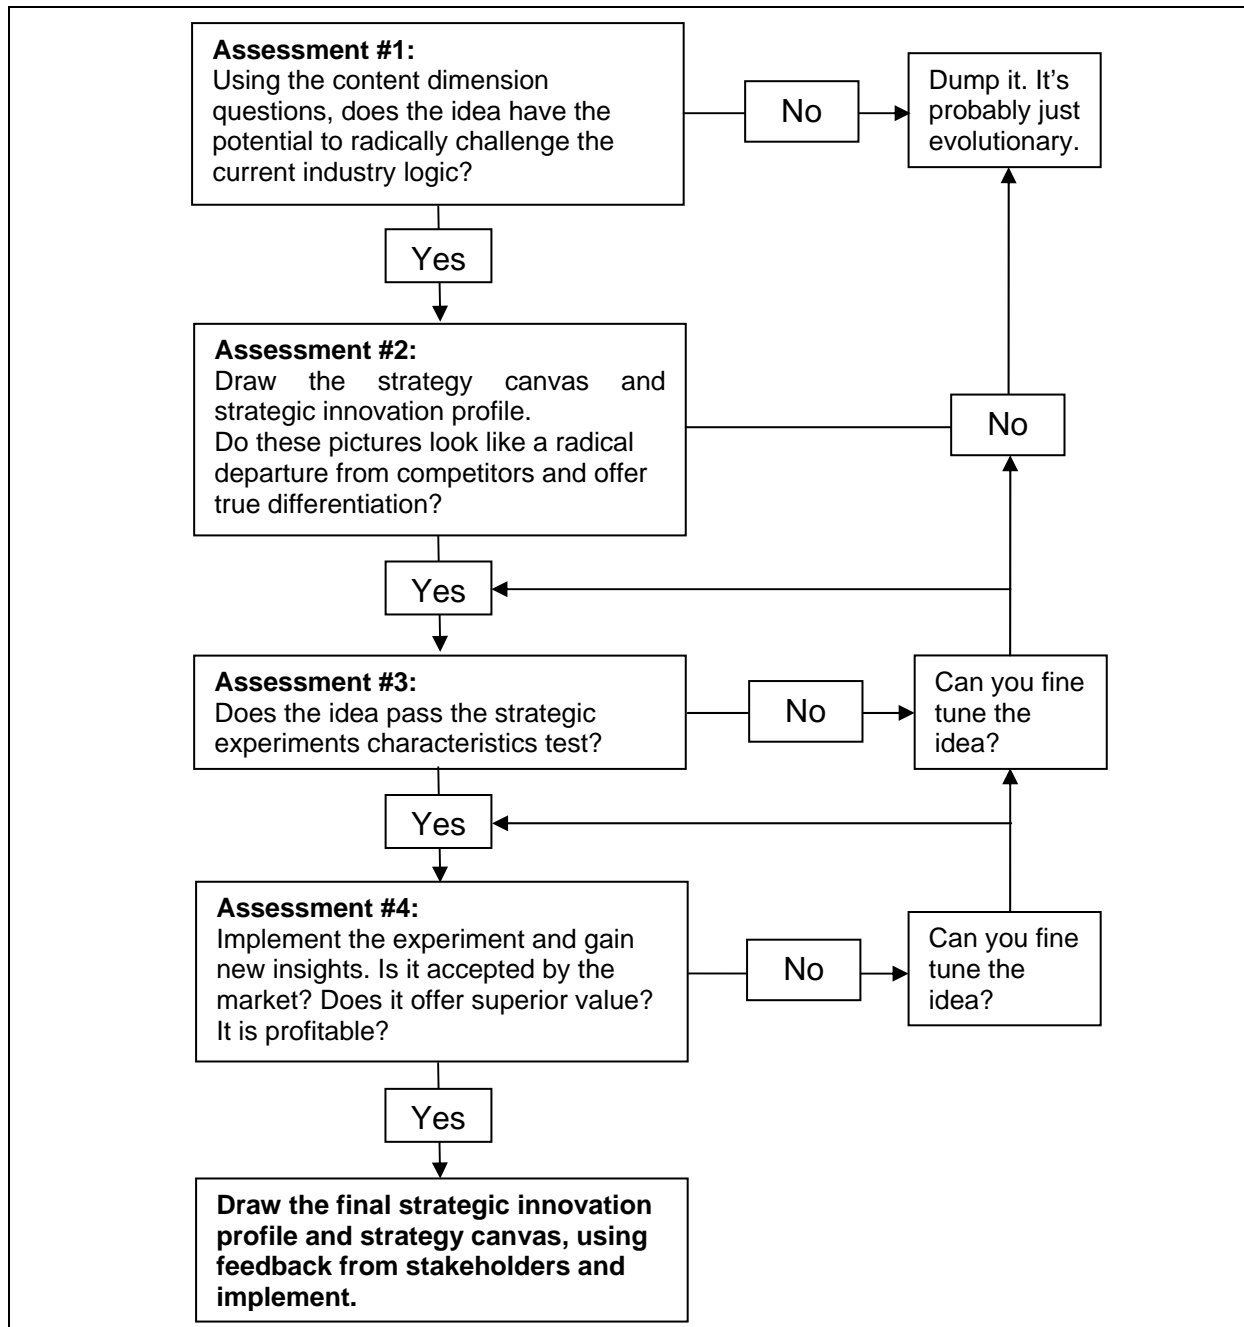 Assessment #1:
Using the content dimension
questions, does the idea have the
potential to radically challenge the
current industry logic?
No
Dump it. It's
probably just
evolutionary.
Yes
Assessment #2:
Draw the strategy canvas and
strategic innovation profile.
Do these pictures look like a radical
departure from competitors and offer
true differentiation?
No
Yes
Assessment #3:
Does the idea pass the strategic
experiments characteristics test?
No
Can you fine
tune the
idea?
Yes
Assessment #4:
Implement the experiment and gain
new insights. Is it accepted by the
market? Does it offer superior value?
It is profitable?
No
Can you fine
tune the
idea?
Yes
Draw the final strategic innovation
profile and strategy canvas, using
feedback from stakeholders and
implement.